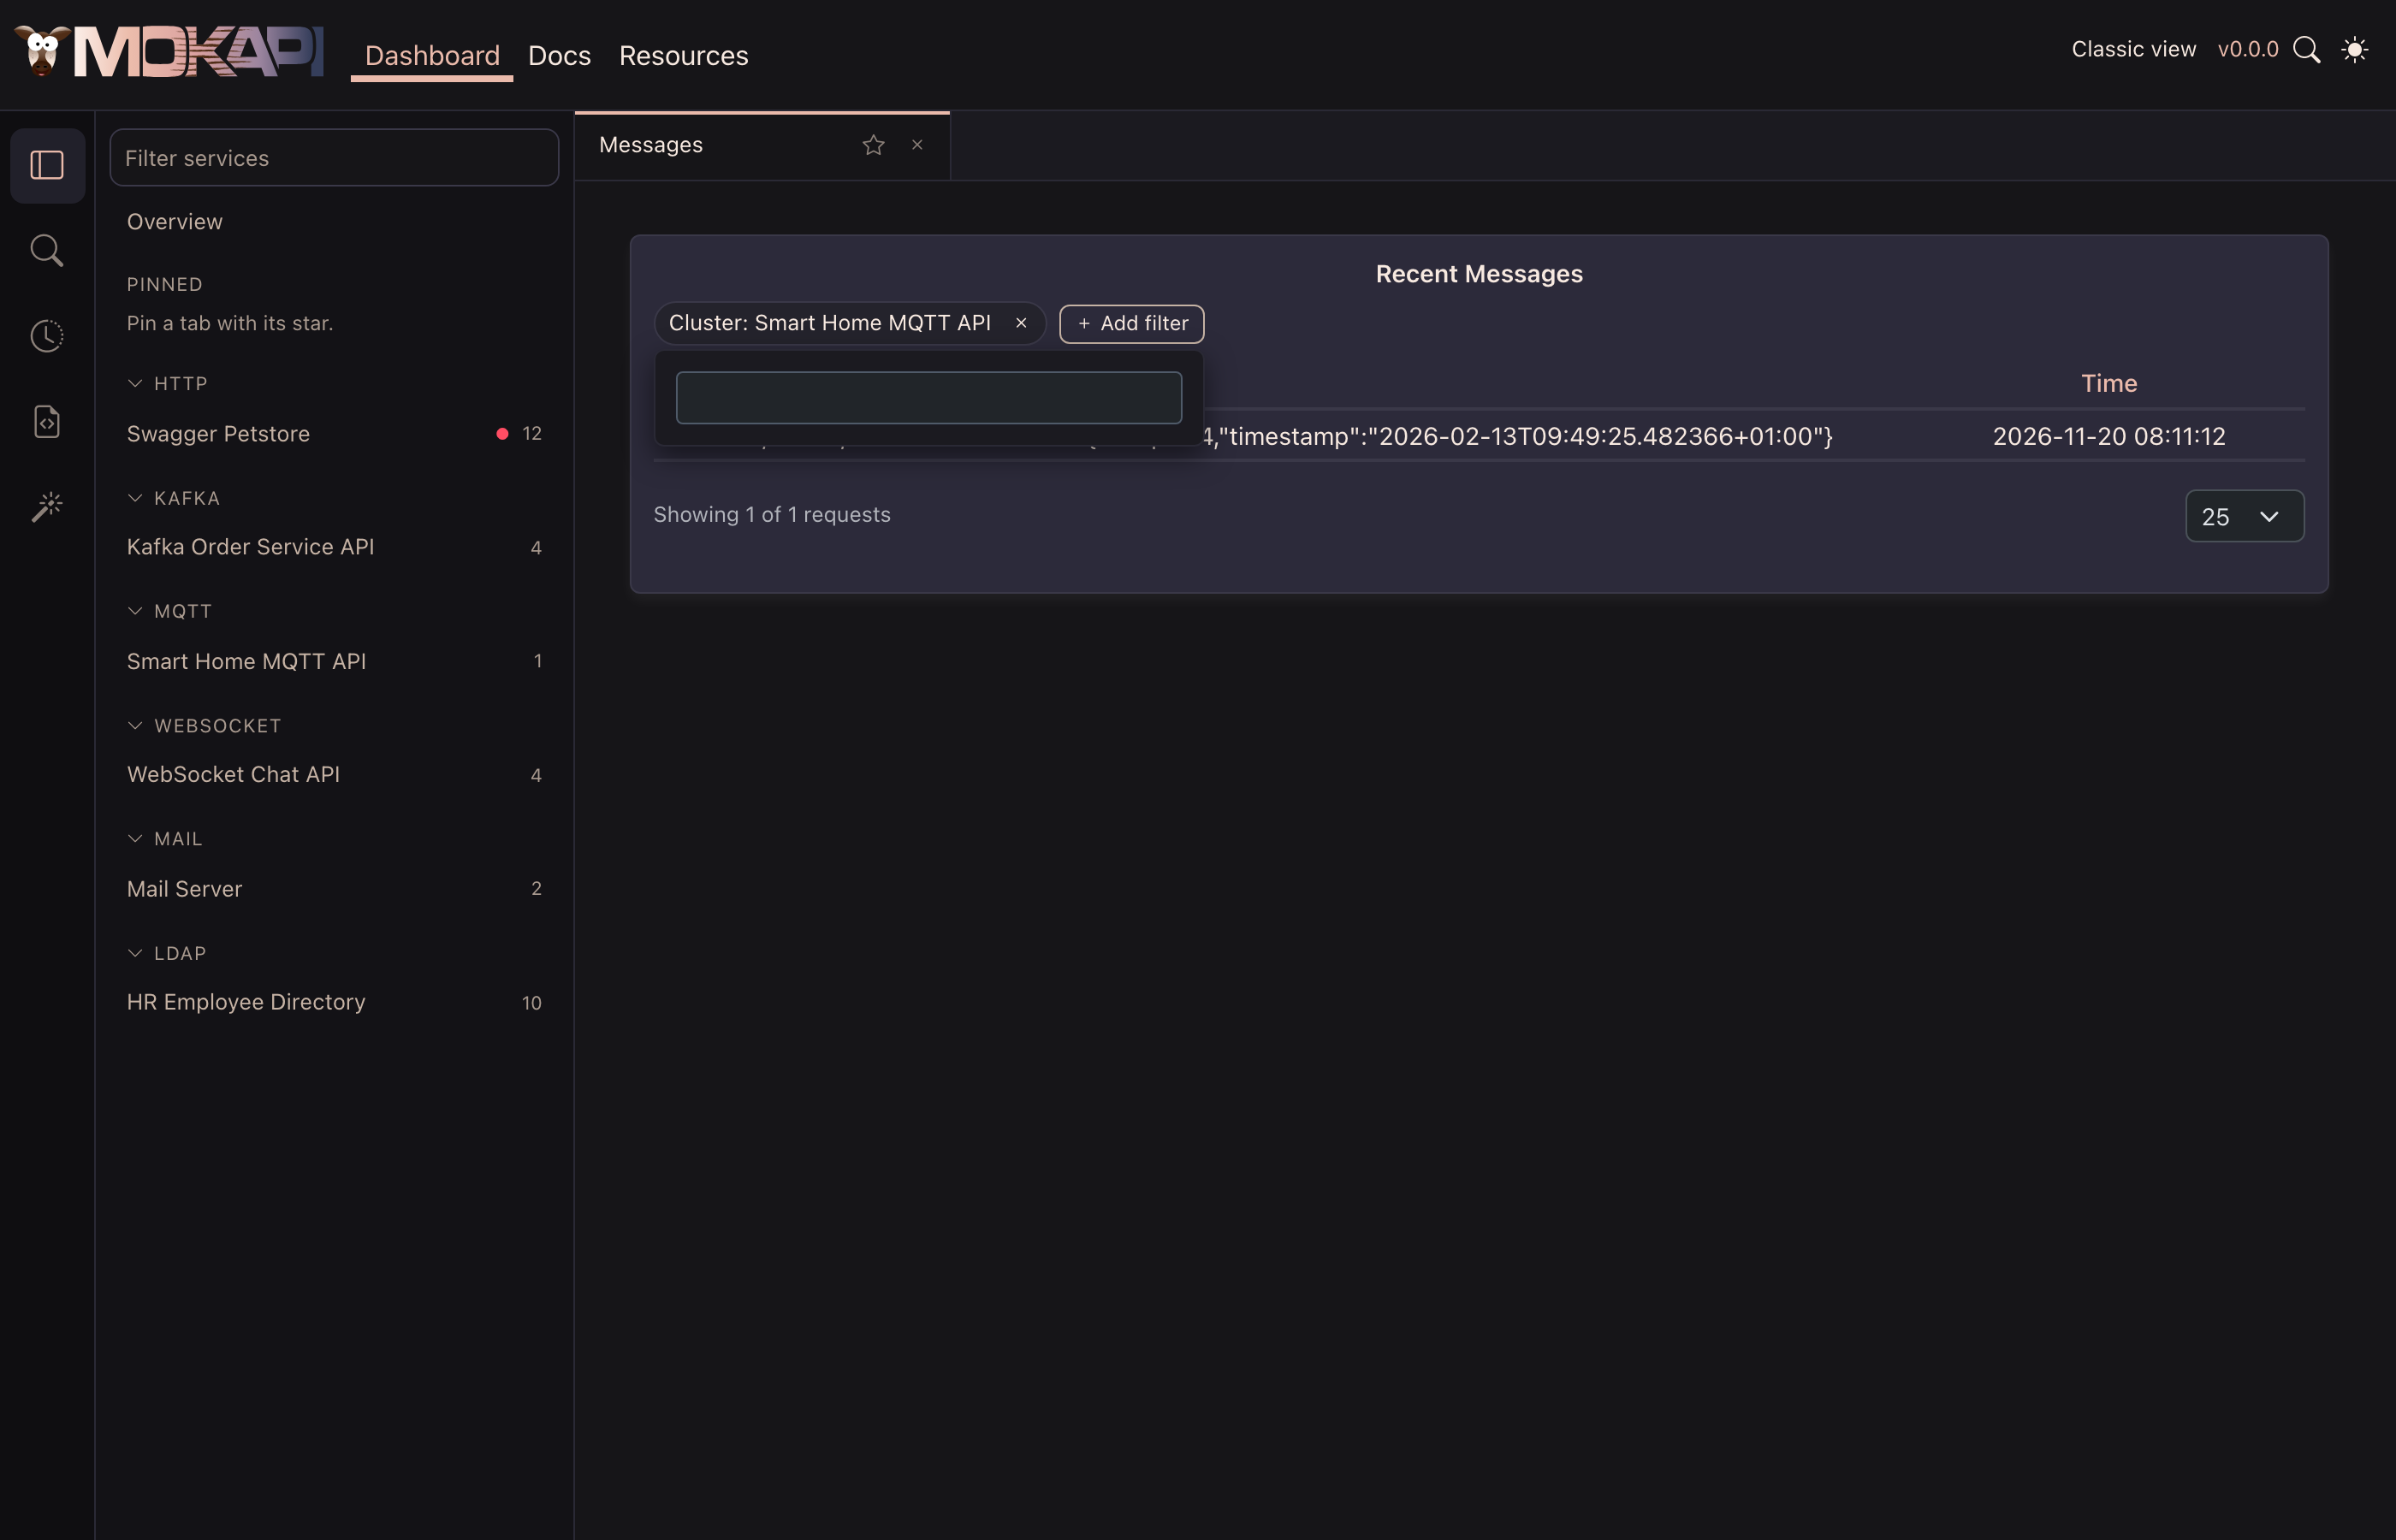 MOKAPI
Dashboard Docs Resources
Classic view v0.0.0
Filter services
Overview
PINNED
Pin a tab with its star.
HTTP
Swagger Petstore 12
KAFKA
Kafka Order Service API 4
MQTT
Smart Home MQTT API 1
WEBSOCKET
WebSocket Chat API 4
MAIL
Mail Server 2
LDAP
HR Employee Directory 10
Messages
Recent Messages
Cluster: Smart Home MQTT API × + Add filter
Time
4,"timestamp":"2026-02-13T09:49:25.482366+01:00"} 2026-11-20 08:11:12
Showing 1 of 1 requests
25